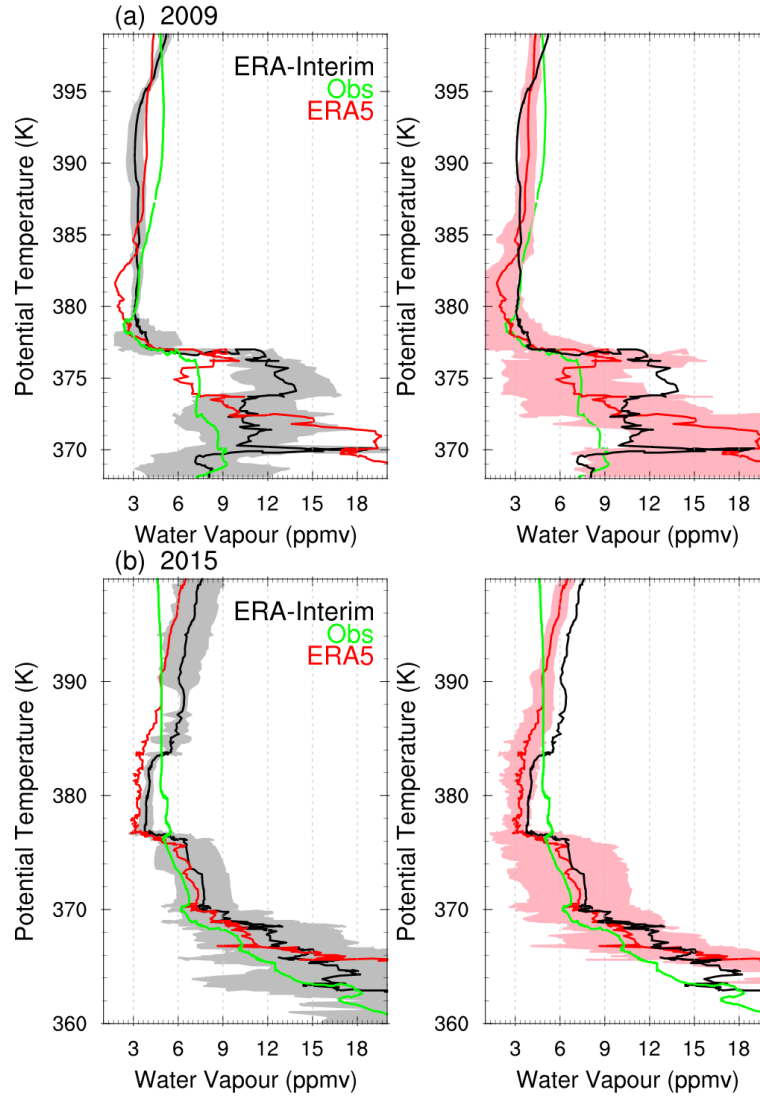 (a) 2009
ERA-Interim
Obs
ERA5
Potential Temperature (K)
395
390
385
380
375
370
3 6 9 12 15 18
Water Vapour (ppmv)
Potential Temperature (K)
395
390
385
380
375
370
3 6 9 12 15 18
Water Vapour (ppmv)
(b) 2015
ERA-Interim
Obs
ERA5
Potential Temperature (K)
390
380
370
360
3 6 9 12 15 18
Water Vapour (ppmv)
Potential Temperature (K)
390
380
370
360
3 6 9 12 15 18
Water Vapour (ppmv)